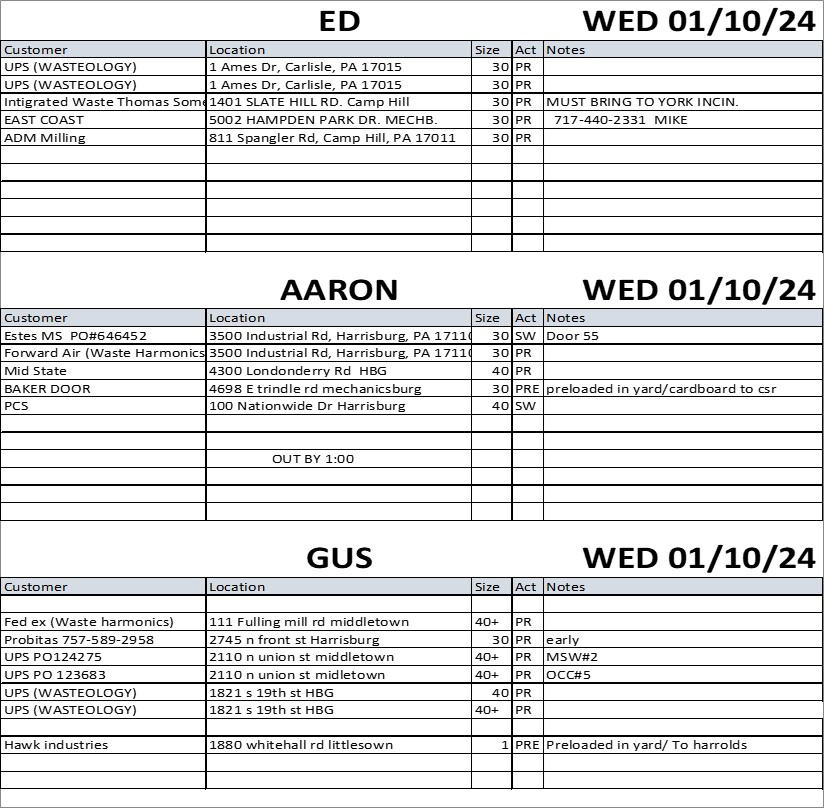 ED WED 01/10/24
Customer Location Size Act Notes
UPS (WASTEOLOGY) 1 Ames Dr, Carlisle, PA 17015 30 PR
UPS (WASTEOLOGY) 1 Ames Dr, Carlisle, PA 17015 30 PR
Intigrated Waste Thomas Some 1401 SLATE HILL RD. Camp Hill 30 PR MUST BRING TO YORK INCIN.
EAST COAST 5002 HAMPDEN PARK DR. MECHB. 30 PR 717-440-2331 MIKE
ADM Milling 811 Spangler Rd, Camp Hill, PA 17011 30 PR
AARON WED 01/10/24
Customer Location Size Act Notes
Estes MS PO#646452 3500 Industrial Rd, Harrisburg, PA 17110 30 SW Door 55
Forward Air (Waste Harmonics 3500 Industrial Rd, Harrisburg, PA 17110 30 PR
Mid State 4300 Londonderry Rd HBG 40 PR
BAKER DOOR 4698 E trindle rd mechanicsburg 30 PRE preloaded in yard/cardboard to csr
PCS 100 Nationwide Dr Harrisburg 40 SW
OUT BY 1:00
GUS WED 01/10/24
Customer Location Size Act Notes
Fed ex (Waste harmonics) 111 Fulling mill rd middletown 40+ PR
Probitas 757-589-2958 2745 n front st Harrisburg 30 PR early
UPS PO124275 2110 n union st midletown 40+ PR MSW#2
UPS PO 123683 2110 n union st middletown 40+ PR OCC#5
UPS (WASTEOLOGY) 1821 s 19th st HBG 40 PR
UPS (WASTEOLOGY) 1821 s 19th st HBG 40+ PR
Hawk industries 1880 whitehall rd littlesown 1 PRE Preloaded in yard/ To harrolds